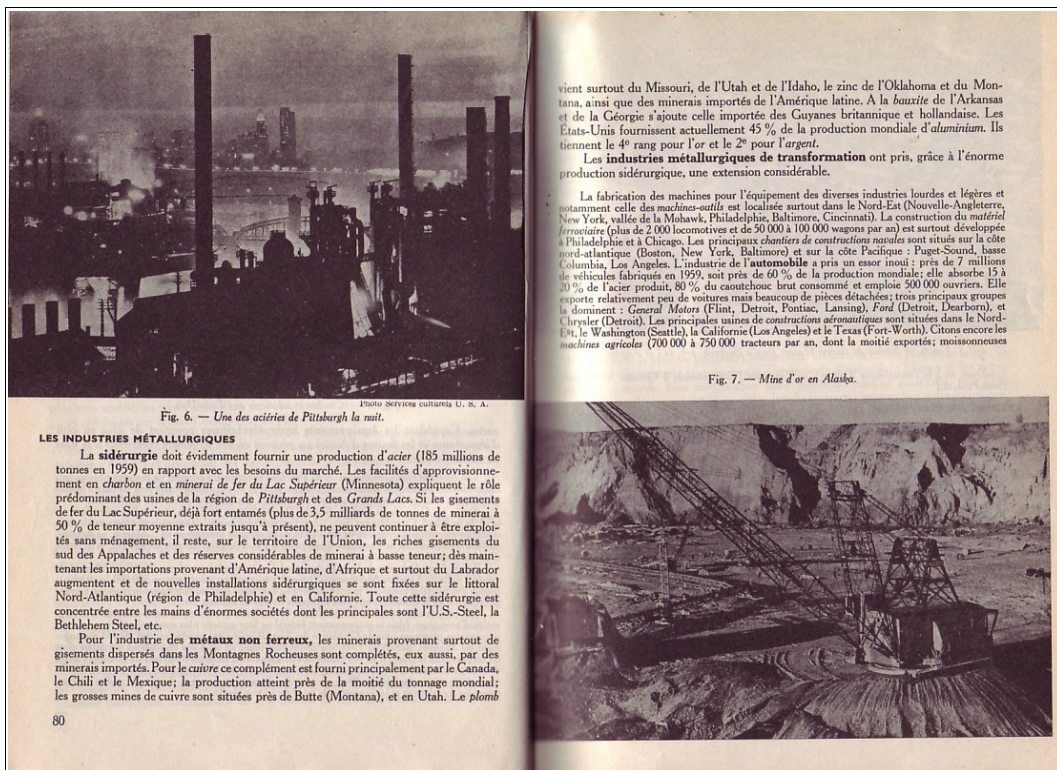 Photo Services culturels U. S. A.
Fig. 6. — Une des aciéries de Pittsburgh la nuit.
LES INDUSTRIES MÉTALLURGIQUES
La sidérurgie doit évidemment fournir une production d'acier (185 millions de
tonnes en 1959) en rapport avec les besoins du marché. Les facilités d'approvisionne-
ment en charbon et en minerai de fer du Lac Supérieur (Minnesota) expliquent le rôle
prédominant des usines de la région de Pittsburgh et des Grands Lacs. Si les gisements
de fer du Lac Supérieur, déjà fort entamés (plus de 3,5 milliards de tonnes de minerai à
50 % de teneur moyenne extraits jusqu'à présent), ne peuvent continuer à être exploi-
tés sans ménagement, il reste, sur le territoire de l'Union, les riches gisements du
sud des Appalaches et des réserves considérables de minerai à basse teneur; dès main-
tenant les importations provenant d'Amérique latine, d'Afrique et surtout du Labrador
augmentent et de nouvelles installations sidérurgiques se sont fixées sur le littoral
Nord-Atlantique (région de Philadelphie) et en Californie. Toute cette sidérurgie est
concentrée entre les mains d'énormes sociétés dont les principales sont l'U.S.-Steel, la
Bethlehem Steel, etc.
Pour l'industrie des métaux non ferreux, les minerais provenant surtout de
gisements dispersés dans les Montagnes Rocheuses sont complétés, eux aussi, par des
minerais importés. Pour le cuivre ce complément est fourni principalement par le Canada,
le Chili et le Mexique; la production atteint près de la moitié du tonnage mondial;
les grosses mines de cuivre sont situées près de Butte (Montana), et en Utah. Le plomb
80
vient surtout du Missouri, de l'Utah et de l'Idaho, le zinc de l'Oklahoma et du Mon-
tana, ainsi que des minerais importés de l'Amérique latine. A la bauxite de l'Arkansas
et de la Géorgie s'ajoute celle importée des Guyanes britannique et hollandaise. Les
États-Unis fournissent actuellement 45 % de la production mondiale d'aluminium. Ils
tiennent le 4e rang pour l'or et le 2e pour l'argent.
Les industries métallurgiques de transformation ont pris, grâce à l'énorme
production sidérurgique, une extension considérable.
La fabrication des machines pour l'équipement des diverses industries lourdes et légères et
notamment celle des machines-outils est localisée surtout dans le Nord-Est (Nouvelle-Angleterre,
New York, vallée de la Mohawk, Philadelphie, Baltimore, Cincinnati). La construction du matériel
ferroviaire (plus de 2 000 locomotives et de 50 000 à 100 000 wagons par an) est surtout développée
à Philadelphie et à Chicago. Les principaux chantiers de constructions navales sont situés sur la côte
nord-atlantique (Boston, New York, Baltimore) et sur la côte Pacifique : Puget-Sound, basse
Columbia, Los Angeles. L'industrie de l'automobile a pris un essor inouï : près de 7 millions
de véhicules fabriqués en 1959, soit près de 60 % de la production mondiale; elle absorbe 15 à
20 % de l'acier produit, 80 % du caoutchouc brut consommé et emploie 500 000 ouvriers. Elle
exporte relativement peu de voitures mais beaucoup de pièces détachées; trois principaux groupes
la dominent : General Motors (Flint, Detroit, Pontiac, Lansing), Ford (Detroit, Dearborn), et
Chrysler (Detroit). Les principales usines de constructions aéronautiques sont situées dans le Nord-
Est, le Washington (Seattle), la Californie (Los Angeles) et le Texas (Fort-Worth). Citons encore les
machines agricoles (700 000 à 750 000 tracteurs par an, dont la moitié exportés; moissonneuses
Fig. 7. — Mine d'or en Alaska.